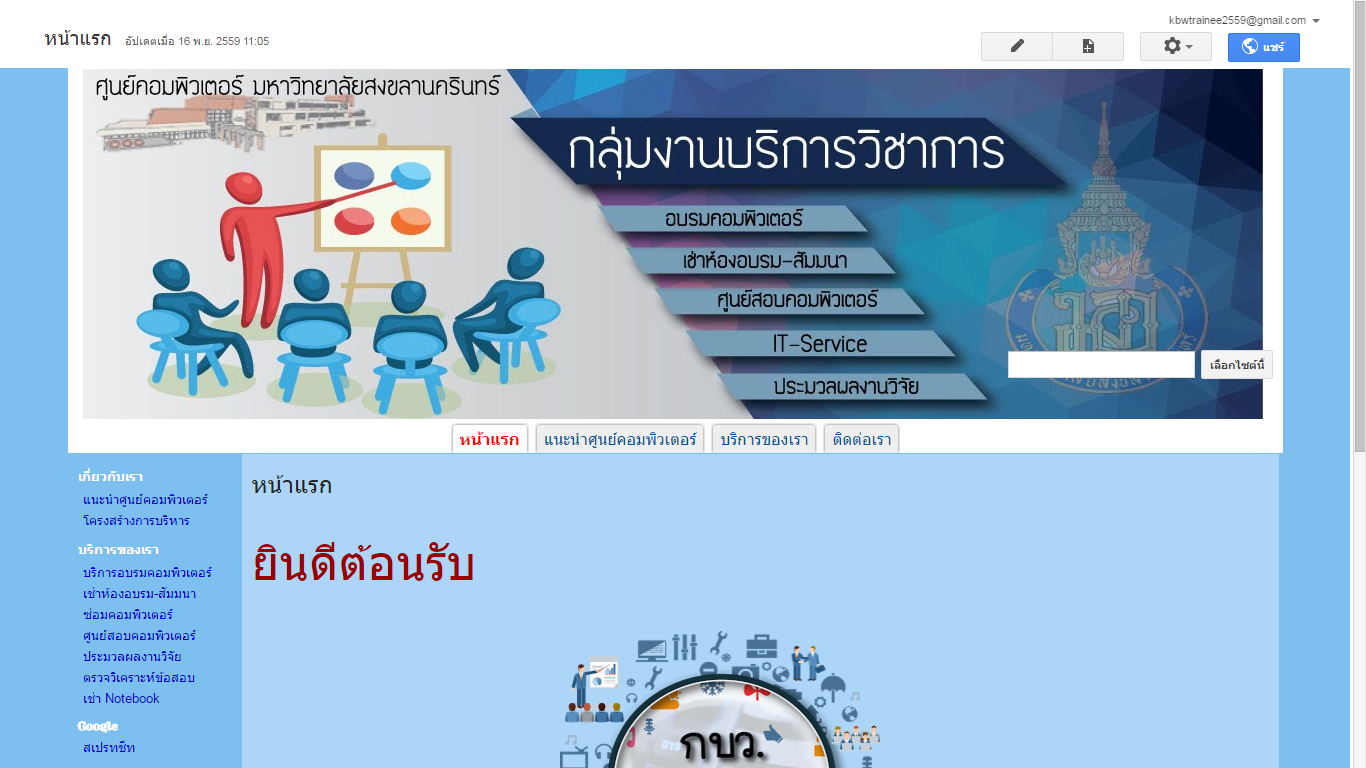 kbwtrainee2559@gmail.com
หน้าแรก อัปเดตเมื่อ 16 พ.ย. 2559 11:05
แชร์
ศูนย์คอมพิวเตอร์ มหาวิทยาลัยสงขลานครินทร์
กลุ่มงานบริการวิชาการ
อบรมคอมพิวเตอร์
เช่าห้องอบรม-สัมมนา
ศูนย์สอบคอมพิวเตอร์
IT-Service
ประมวลผลงานวิจัย
เลือกไซต์นี้
หน้าแรก แนะนำศูนย์คอมพิวเตอร์ บริการของเรา ติดต่อเรา
เกี่ยวกับเรา
แนะนำศูนย์คอมพิวเตอร์
โครงสร้างการบริหาร
บริการของเรา
บริการอบรมคอมพิวเตอร์
เช่าห้องอบรม-สัมมนา
ซ่อมคอมพิวเตอร์
ศูนย์สอบคอมพิวเตอร์
ประมวลผลงานวิจัย
ตรวจวิเคราะห์ข้อสอบ
เช่า Notebook
Google
สเปรทชีท
หน้าแรก
ยินดีต้อนรับ
กบว.